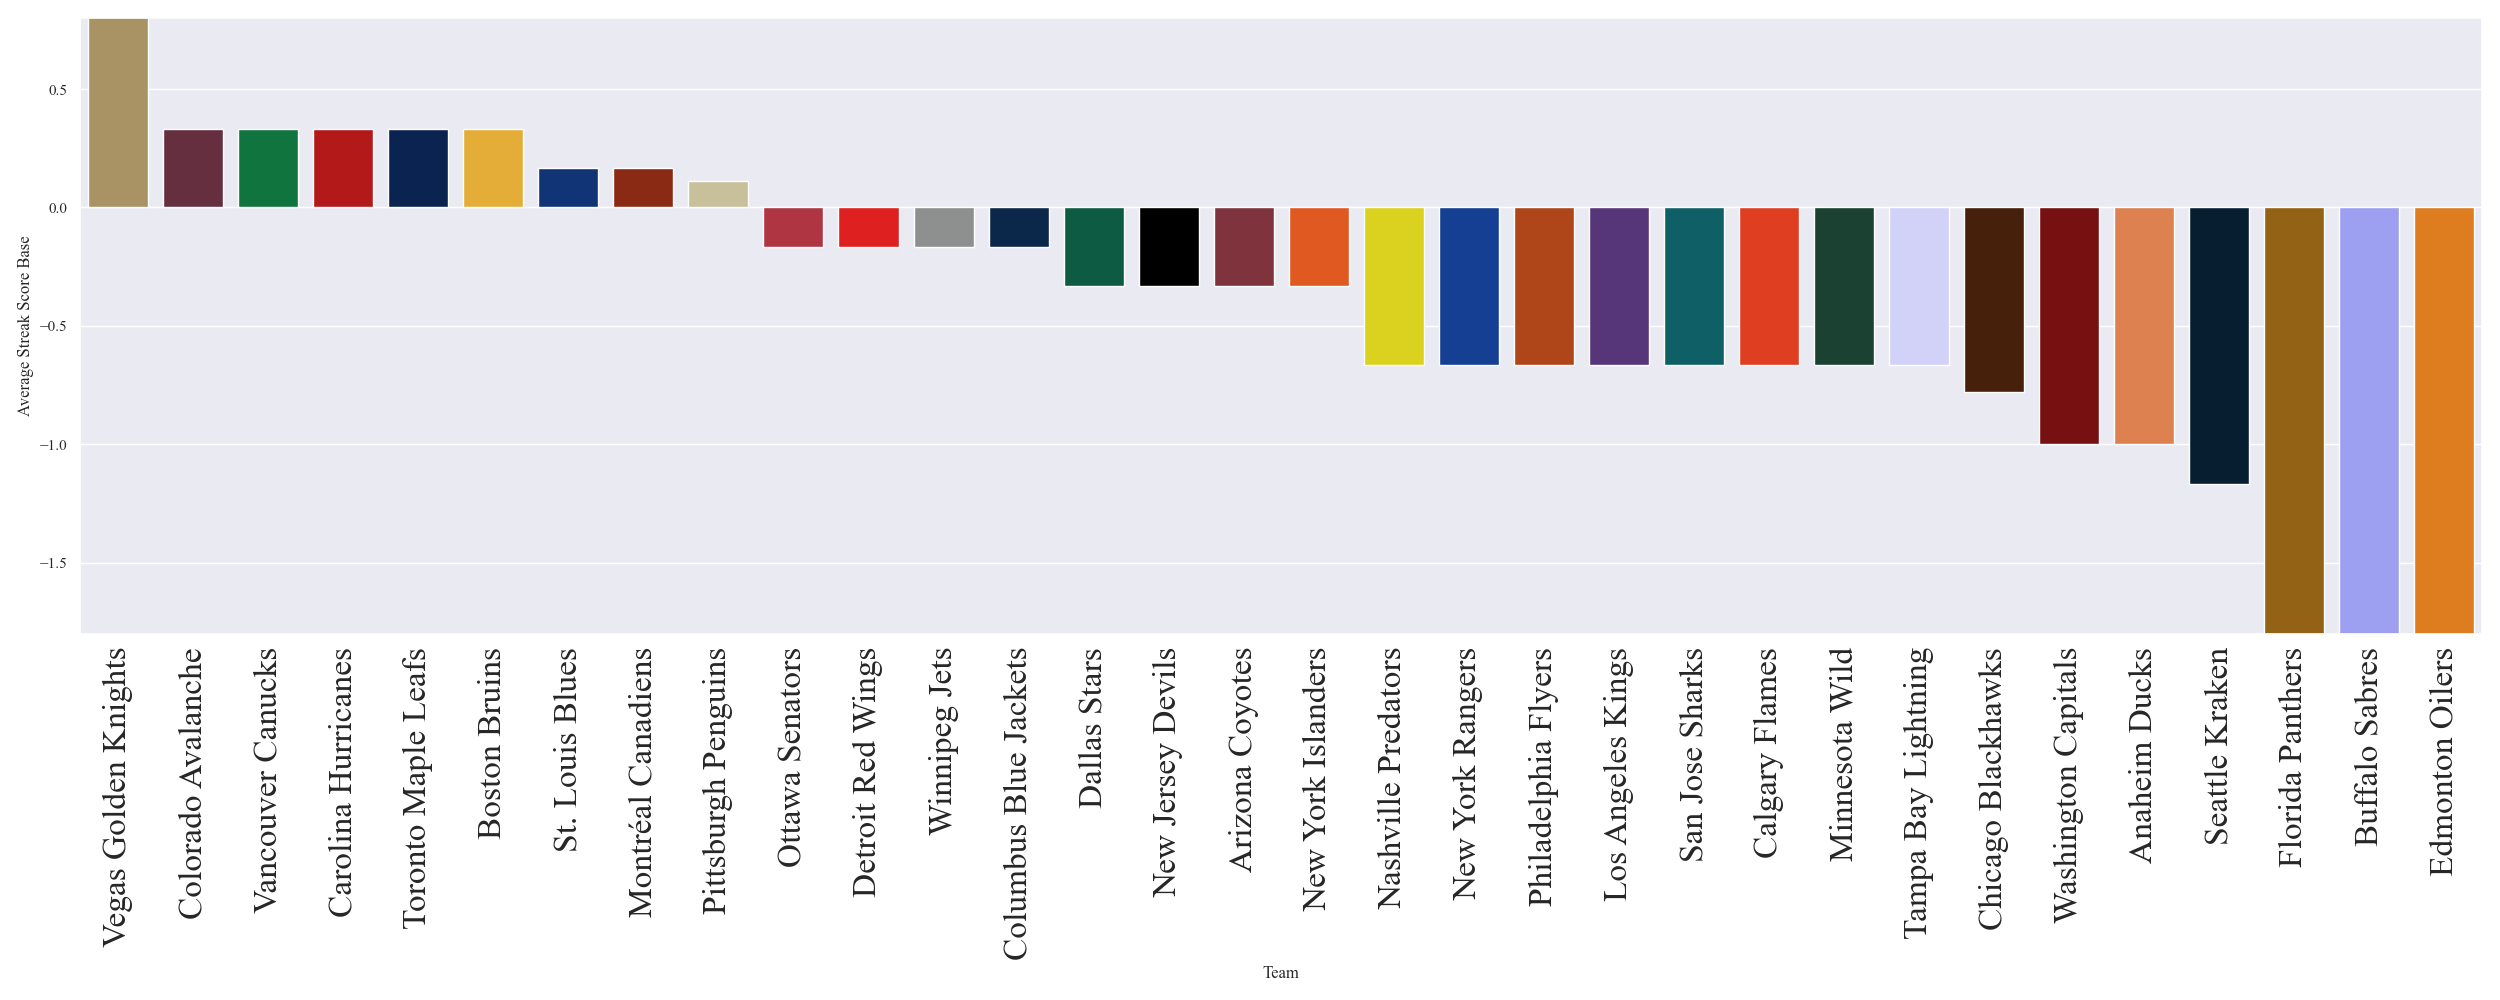 0.5
0.0
−0.5
−1.0
−1.5
Average Streak Score Base
Vegas Golden Knights
Colorado Avalanche
Vancouver Canucks
Carolina Hurricanes
Toronto Maple Leafs
Boston Bruins
St. Louis Blues
Montréal Canadiens
Pittsburgh Penguins
Ottawa Senators
Detroit Red Wings
Winnipeg Jets
Columbus Blue Jackets
Dallas Stars
New Jersey Devils
Arizona Coyotes
New York Islanders
Nashville Predators
New York Rangers
Philadelphia Flyers
Los Angeles Kings
San Jose Sharks
Calgary Flames
Minnesota Wild
Tampa Bay Lightning
Chicago Blackhawks
Washington Capitals
Anaheim Ducks
Seattle Kraken
Florida Panthers
Buffalo Sabres
Edmonton Oilers
Team